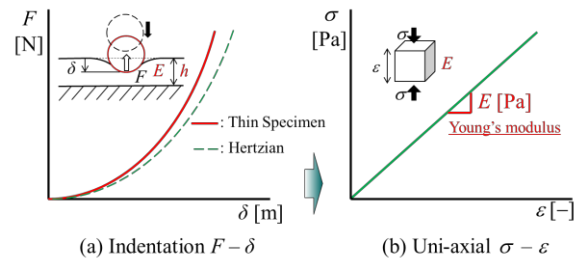 F
[N]
δ
F
E
h
: Thin Specimen
: Hertzian
δ [m]
(a) Indentation F – δ
σ
[Pa]
σ
ε
E
σ
E [Pa]
Young's modulus
ε [−]
(b) Uni-axial σ – ε